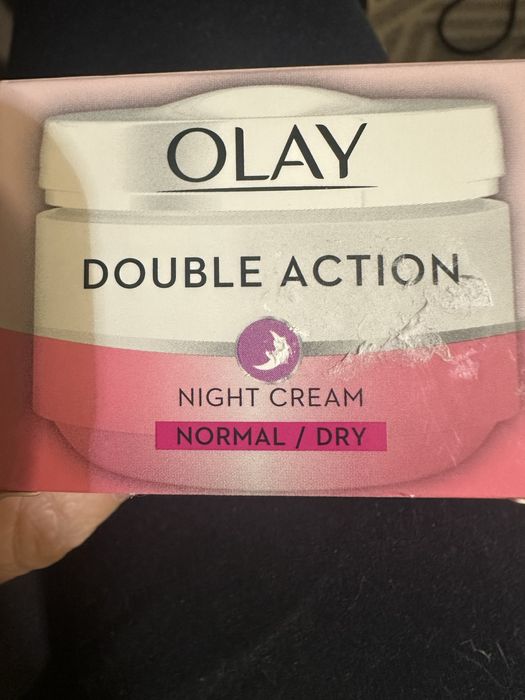 OLAY
DOUBLE ACTION
NIGHT CREAM
NORMAL / DRY